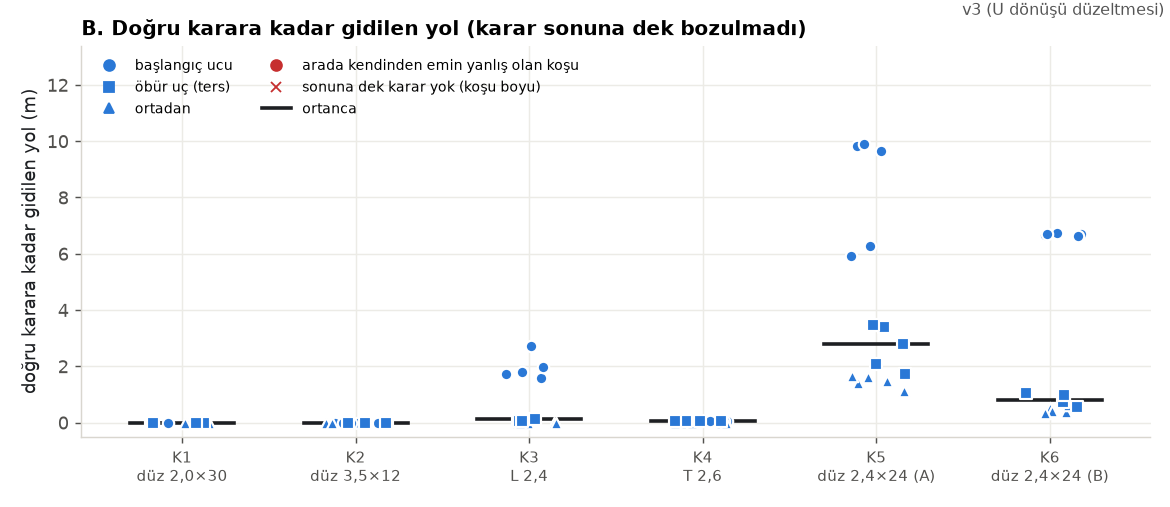 v3 (U dönüşü düzeltmesi)
B. Doğru karara kadar gidilen yol (karar sonuna dek bozulmadı)
doğru karara kadar gidilen yol (m)
başlangıç ucu
öbür uç (ters)
ortadan
arada kendinden emin yanlış olan koşu
sonuna dek karar yok (koşu boyu)
ortanca
12
10
8
6
4
2
0
K1
düz 2,0×30
K2
düz 3,5×12
K3
L 2,4
K4
T 2,6
K5
düz 2,4×24 (A)
K6
düz 2,4×24 (B)